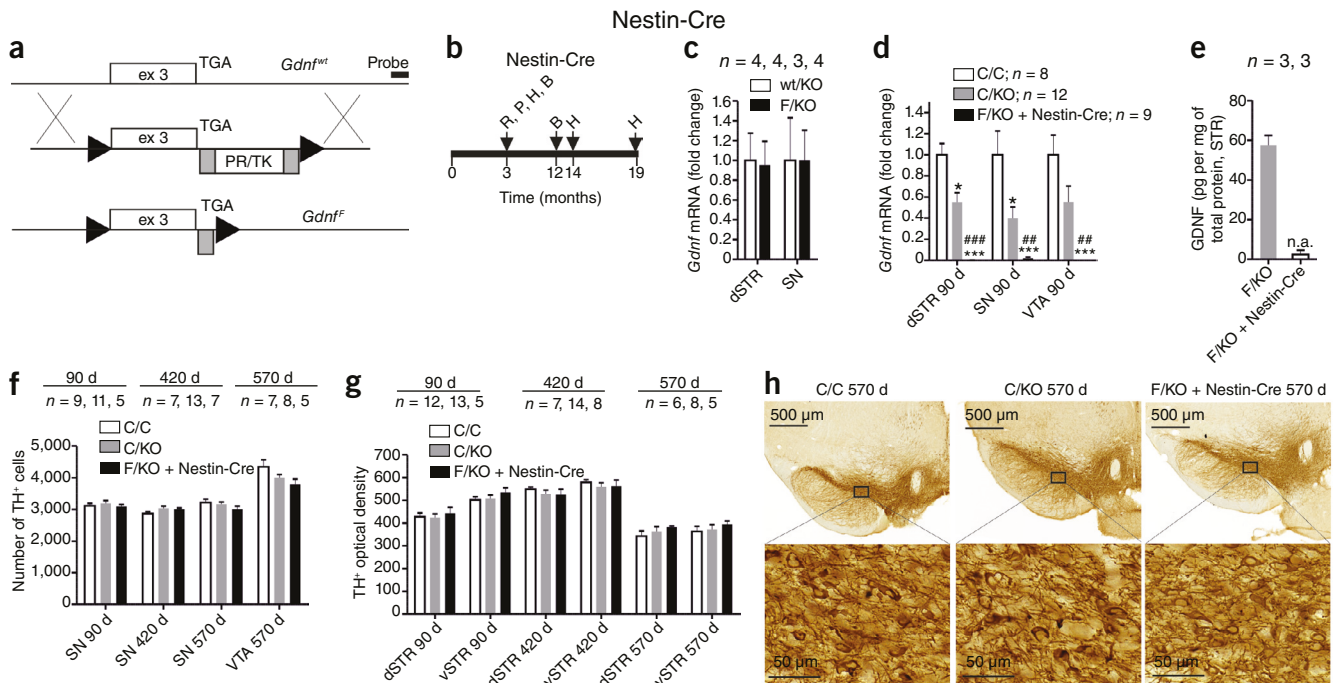 Nestin-Cre
a
ex 3
TGA
Gdnf^wt
Probe
ex 3
TGA
PR/TK
ex 3
TGA
Gdnf^F
b
Nestin-Cre
R, P, H, B
B
H
H
0
3
12
14
19
Time (months)
c
n = 4, 4, 3, 4
wt/KO
F/KO
Gdnf mRNA (fold change)
1.6
1.4
1.2
1.0
0.8
0.6
0.4
0.2
0
dSTR
SN
d
C/C; n = 8
C/KO; n = 12
F/KO + Nestin-Cre; n = 9
Gdnf mRNA (fold change)
1.4
1.2
1.0
0.8
0.6
0.4
0.2
0
*
###
***
*
##
***
##
***
dSTR 90 d
SN 90 d
VTA 90 d
e
n = 3, 3
GDNF (pg per mg of
total protein, STR)
80
60
40
20
0
n.a.
F/KO
F/KO + Nestin-Cre
f
90 d
420 d
570 d
n = 9, 11, 5
n = 7, 13, 7
n = 7, 8, 5
C/C
C/KO
F/KO + Nestin-Cre
Number of TH+ cells
5,000
4,000
3,000
2,000
1,000
0
SN 90 d
SN 420 d
SN 570 d
VTA 570 d
g
90 d
420 d
570 d
n = 12, 13, 5
n = 7, 14, 8
n = 6, 8, 5
C/C
C/KO
F/KO + Nestin-Cre
TH+ optical density
700
600
500
400
300
200
100
0
dSTR 90 d
vSTR 90 d
dSTR 420 d
vSTR 420 d
dSTR 570 d
vSTR 570 d
h
C/C 570 d
C/KO 570 d
F/KO + Nestin-Cre 570 d
500 µm
500 µm
500 µm
50 µm
50 µm
50 µm